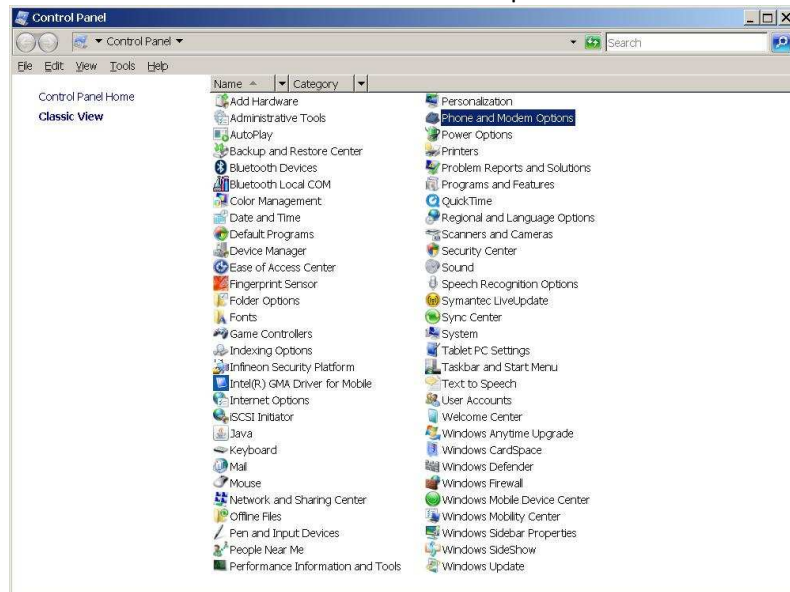 Control Panel
Control Panel
Search
File Edit View Tools Help
Name Category
Control Panel Home
Classic View
Add Hardware
Administrative Tools
AutoPlay
Backup and Restore Center
Bluetooth Devices
Bluetooth Local COM
Color Management
Date and Time
Default Programs
Device Manager
Ease of Access Center
Fingerprint Sensor
Folder Options
Fonts
Game Controllers
Indexing Options
Infineon Security Platform
Intel(R) GMA Driver for Mobile
Internet Options
iSCSI Initiator
Java
Keyboard
Mail
Mouse
Network and Sharing Center
Offline Files
Pen and Input Devices
People Near Me
Performance Information and Tools
Personalization
Phone and Modem Options
Power Options
Printers
Problem Reports and Solutions
Programs and Features
QuickTime
Regional and Language Options
Scanners and Cameras
Security Center
Sound
Speech Recognition Options
Symantec LiveUpdate
Sync Center
System
Tablet PC Settings
Taskbar and Start Menu
Text to Speech
User Accounts
Welcome Center
Windows Anytime Upgrade
Windows CardSpace
Windows Defender
Windows Firewall
Windows Mobile Device Center
Windows Mobility Center
Windows Sidebar Properties
Windows SideShow
Windows Update